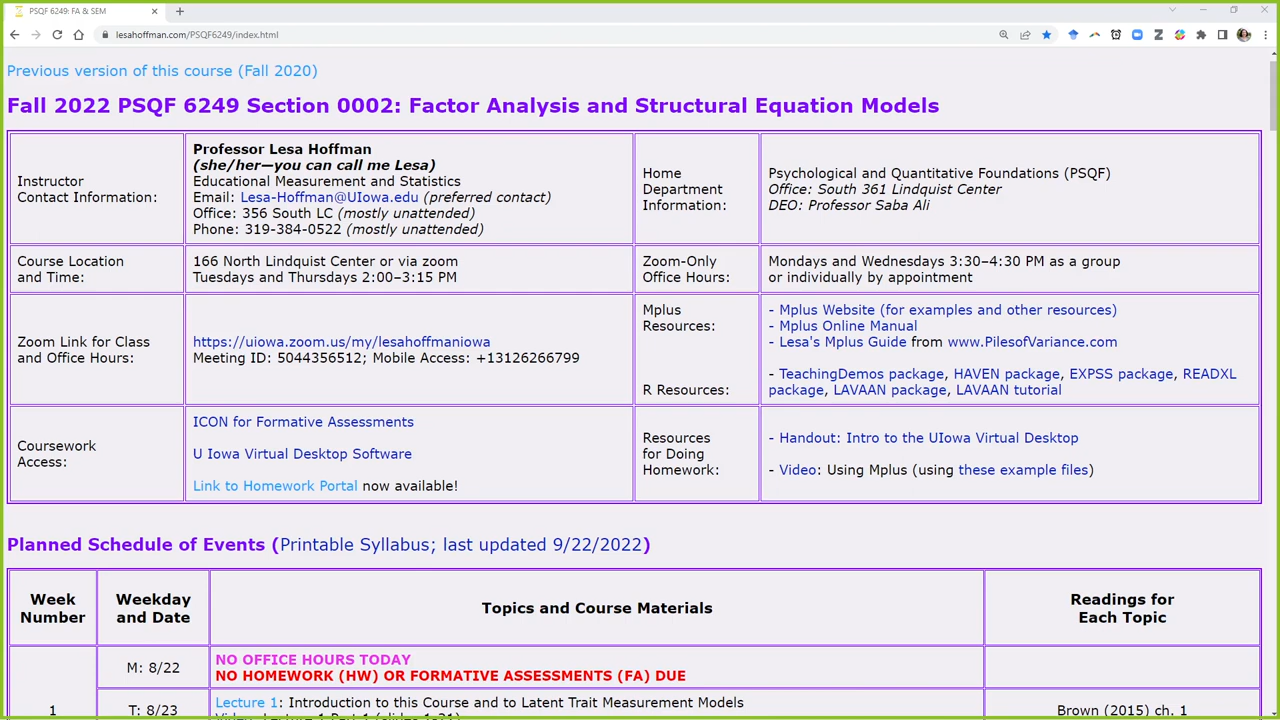 PSQF 6249: FA & SEM
lesahoffman.com/PSQF6249/index.html
Previous version of this course (Fall 2020)
Fall 2022 PSQF 6249 Section 0002: Factor Analysis and Structural Equation Models
Instructor
Contact Information:
Professor Lesa Hoffman
(she/her—you can call me Lesa)
Educational Measurement and Statistics
Email: Lesa-Hoffman@UIowa.edu (preferred contact)
Office: 356 South LC (mostly unattended)
Phone: 319-384-0522 (mostly unattended)
Home
Department
Information:
Psychological and Quantitative Foundations (PSQF)
Office: South 361 Lindquist Center
DEO: Professor Saba Ali
Course Location
and Time:
166 North Lindquist Center or via zoom
Tuesdays and Thursdays 2:00–3:15 PM
Zoom-Only
Office Hours:
Mondays and Wednesdays 3:30–4:30 PM as a group
or individually by appointment
Zoom Link for Class
and Office Hours:
https://uiowa.zoom.us/my/lesahoffmaniowa
Meeting ID: 5044356512; Mobile Access: +13126266799
Mplus
Resources:
R Resources:
- Mplus Website (for examples and other resources)
- Mplus Online Manual
- Lesa's Mplus Guide from www.PilesofVariance.com
- TeachingDemos package, HAVEN package, EXPSS package, READXL
package, LAVAAN package, LAVAAN tutorial
Coursework
Access:
ICON for Formative Assessments
U Iowa Virtual Desktop Software
Link to Homework Portal now available!
Resources
for Doing
Homework:
- Handout: Intro to the UIowa Virtual Desktop
- Video: Using Mplus (using these example files)
Planned Schedule of Events (Printable Syllabus; last updated 9/22/2022)
Week
Number
Weekday
and Date
Topics and Course Materials
Readings for
Each Topic
1
M: 8/22
NO OFFICE HOURS TODAY
NO HOMEWORK (HW) OR FORMATIVE ASSESSMENTS (FA) DUE
T: 8/23
Lecture 1: Introduction to this Course and to Latent Trait Measurement Models
Brown (2015) ch. 1